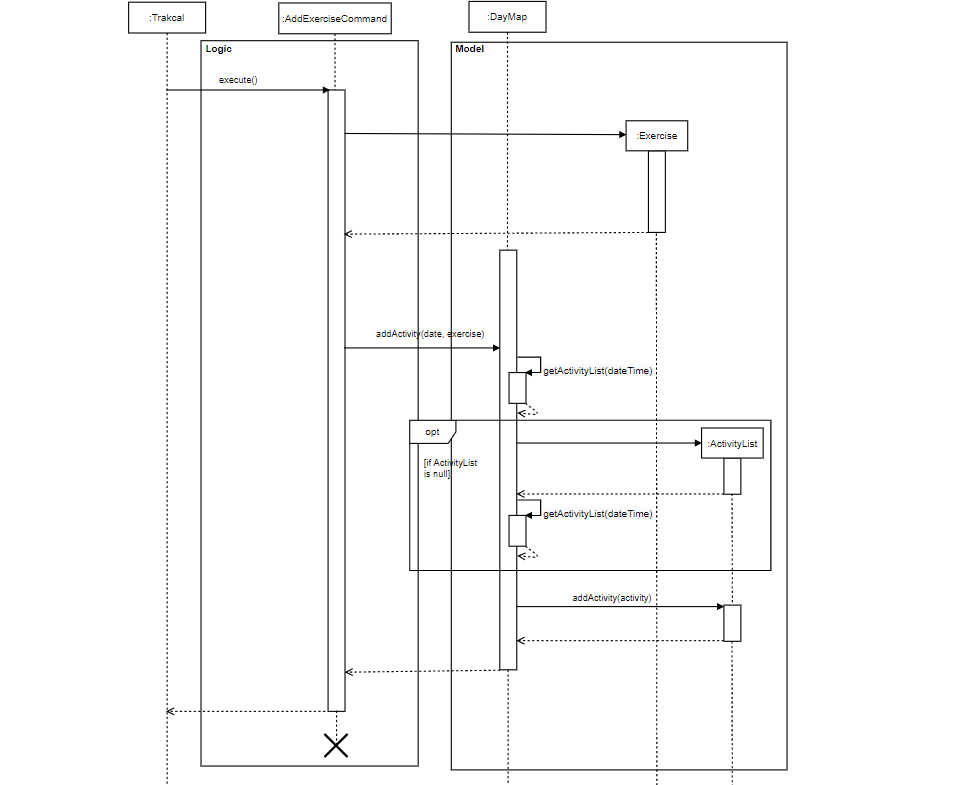 :Trakcal
:AddExerciseCommand
:DayMap
Logic
Model
execute()
:Exercise
addActivity(date, exercise)
getActivityList(dateTime)
opt
:ActivityList
[if ActivityList
is null]
getActivityList(dateTime)
addActivity(activity)